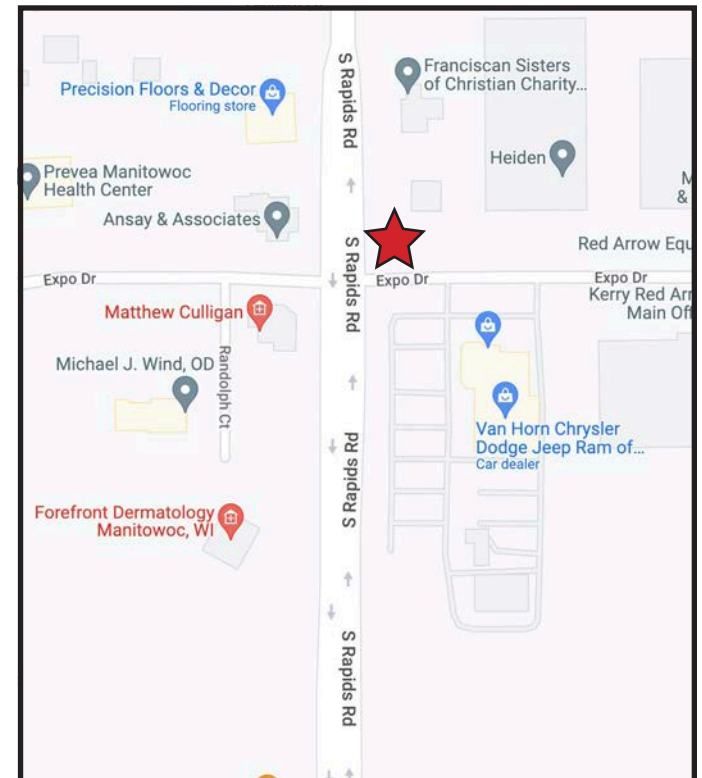 S Rapids Rd
Precision Floors & Decor
Flooring store
Franciscan Sisters
of Christian Charity...
Heiden
Prevea Manitowoc
Health Center
M
&
Ansay & Associates
S Rapids Rd
Red Arrow Equ
Expo Dr
Expo Dr
Expo Dr
Kerry Red Arr
Main Off
Matthew Culligan
Michael J. Wind, OD
Randolph Ct
Van Horn Chrysler
Dodge Jeep Ram of...
Car dealer
S Rapids Rd
Forefront Dermatology
Manitowoc, WI
S Rapids Rd